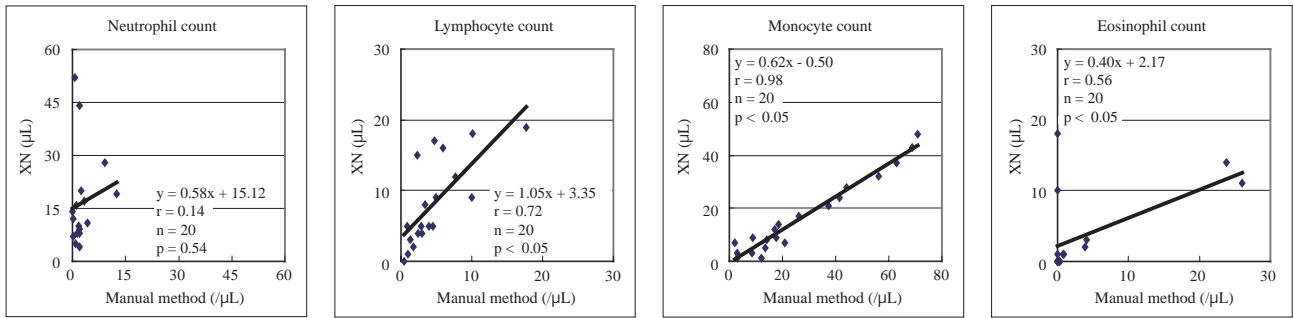 Neutrophil count
60
45
30
15
0
XN (µL)
y = 0.58x + 15.12
r = 0.14
n = 20
p = 0.54
0 15 30 45 60
Manual method (/µL)
Lymphocyte count
30
20
10
0
XN (µL)
y = 1.05x + 3.35
r = 0.72
n = 20
p < 0.05
0 10 20 30
Manual method (/µL)
Monocyte count
80
60
40
20
0
XN (µL)
y = 0.62x - 0.50
r = 0.98
n = 20
p < 0.05
0 20 40 60 80
Manual method (/µL)
Eosinophil count
30
20
10
0
XN (µL)
y = 0.40x + 2.17
r = 0.56
n = 20
p < 0.05
0 10 20 30
Manual method (/µL)